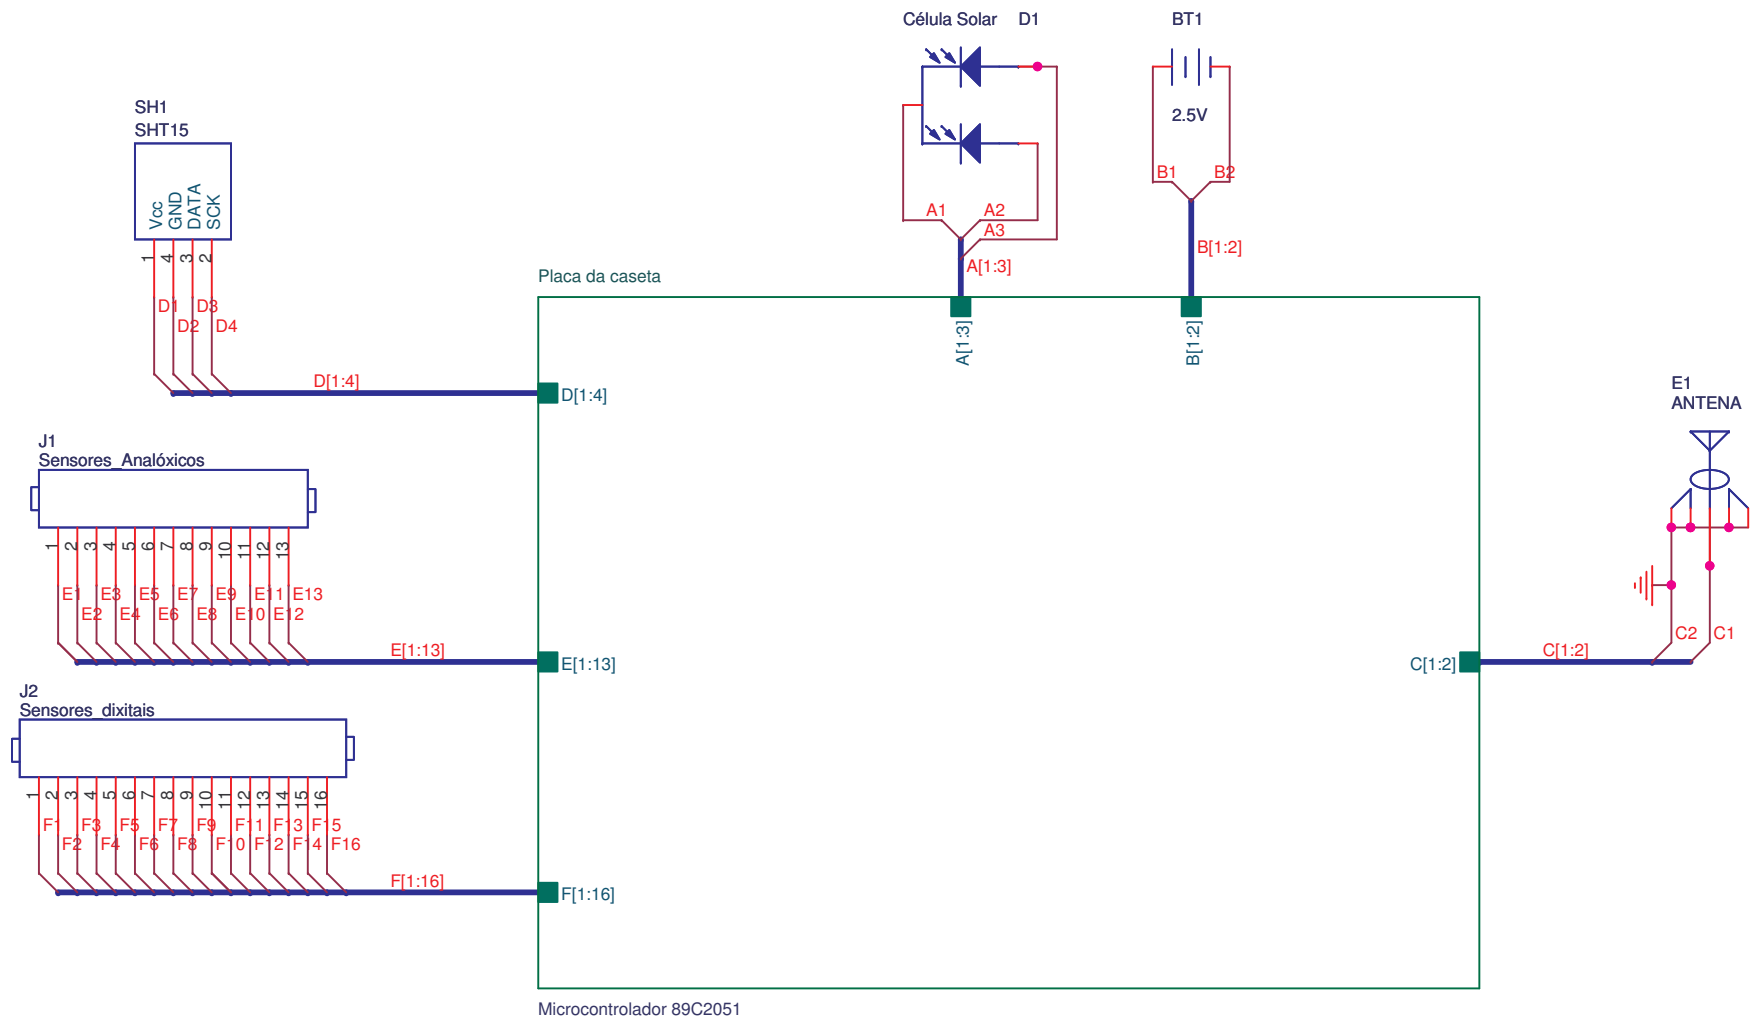 Célula Solar D1
BT1
2.5V
B1 B2
A1 A2
A3
A[1:3]
B[1:2]
SH1
SHT15
Vcc
GND
DATA
SCK
1 4 3 2
D1 D3
D2 D4
D[1:4]
Placa da caseta
A[1:3]
B[1:2]
D[1:4]
J1
Sensores_Analóxicos
1 2 3 4 5 6 7 8 9 10 11 12 13
E1 E3 E5 E7 E9 E11 E13
E2 E4 E6 E8 E10 E12
E[1:13]
E[1:13]
E1
ANTENA
C2 C1
C[1:2]
C[1:2]
J2
Sensores_dixitais
1 2 3 4 5 6 7 8 9 10 11 12 13 14 15 16
F1 F3 F5 F7 F9 F11 F13 F15
F2 F4 F6 F8 F10 F12 F14 F16
F[1:16]
F[1:16]
Microcontrolador 89C2051